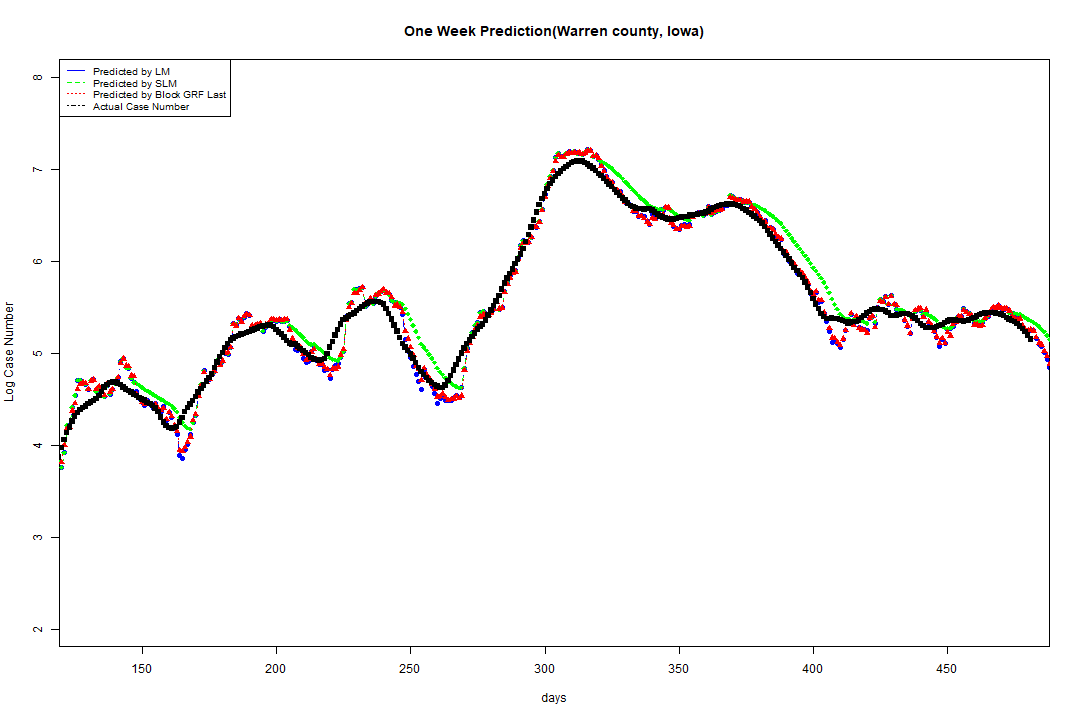 One Week Prediction(Warren county, Iowa)
Predicted by LM
Predicted by SLM
Predicted by Block GRF Last
Actual Case Number
8
7
6
5
4
3
2
Log Case Number
150 200 250 300 350 400 450
days